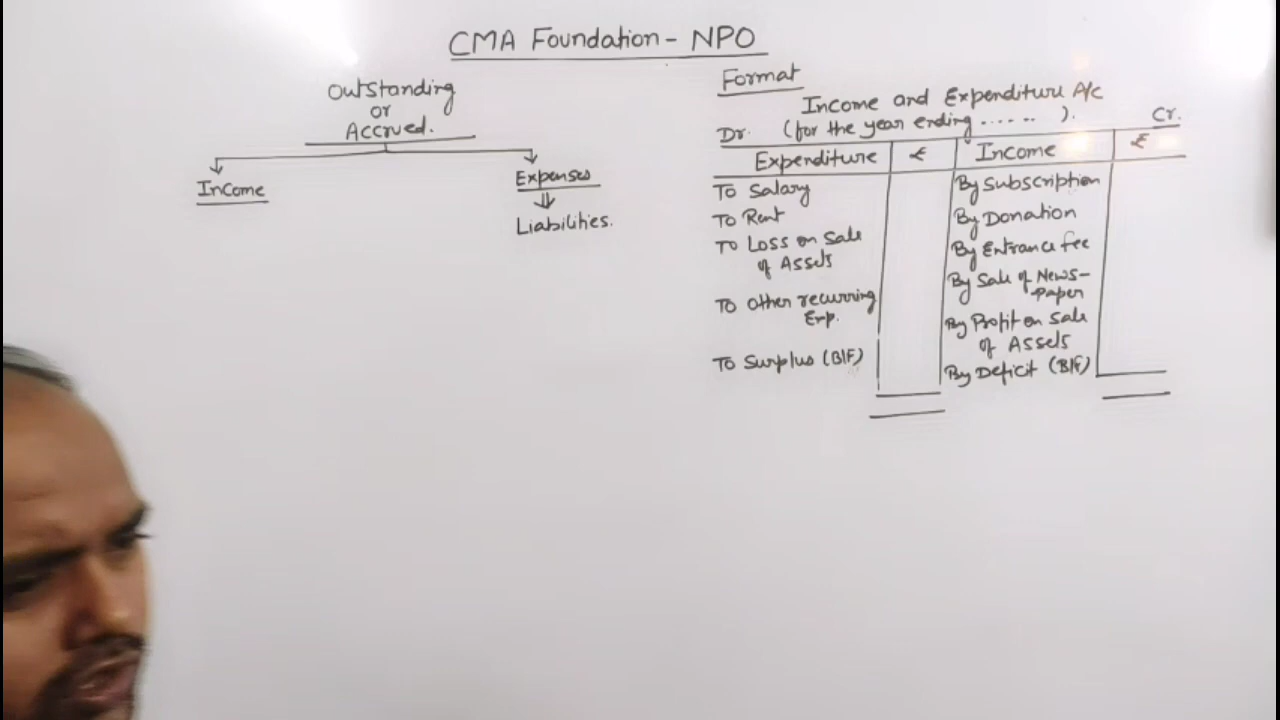 CMA Foundation - NPO
Outstanding
or
Accrued.
Income
Expenses
Liabilities.
Format
Income and Expenditure A/c
Dr. (for the year ending ......). Cr.
Expenditure ₹ Income ₹
To Salary
To Rent
To Loss on Sale
of Assets
To Other recurring
Exp.
To Surplus (B/F)
By Subscription
By Donation
By Entrance fee
By Sale of News-
Paper
By Profit on Sale
of Assets
By Deficit (B/F)